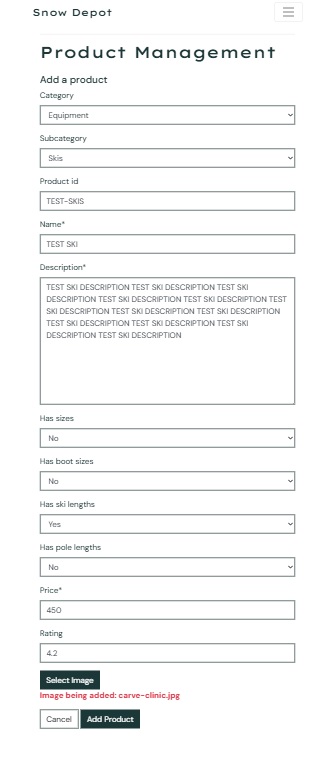 Snow Depot
Product Management
Add a product
Category
Equipment
Subcategory
Skis
Product id
TEST-SKIS
Name*
TEST SKI
Description*
TEST SKI DESCRIPTION TEST SKI DESCRIPTION TEST SKI
DESCRIPTION TEST SKI DESCRIPTION TEST SKI DESCRIPTION TEST
SKI DESCRIPTION TEST SKI DESCRIPTION TEST SKI DESCRIPTION
TEST SKI DESCRIPTION TEST SKI DESCRIPTION TEST SKI
DESCRIPTION TEST SKI DESCRIPTION
Has sizes
No
Has boot sizes
No
Has ski lengths
Yes
Has pole lengths
No
Price*
450
Rating
4.2
Select Image
Image being added: carve-clinic.jpg
Cancel Add Product